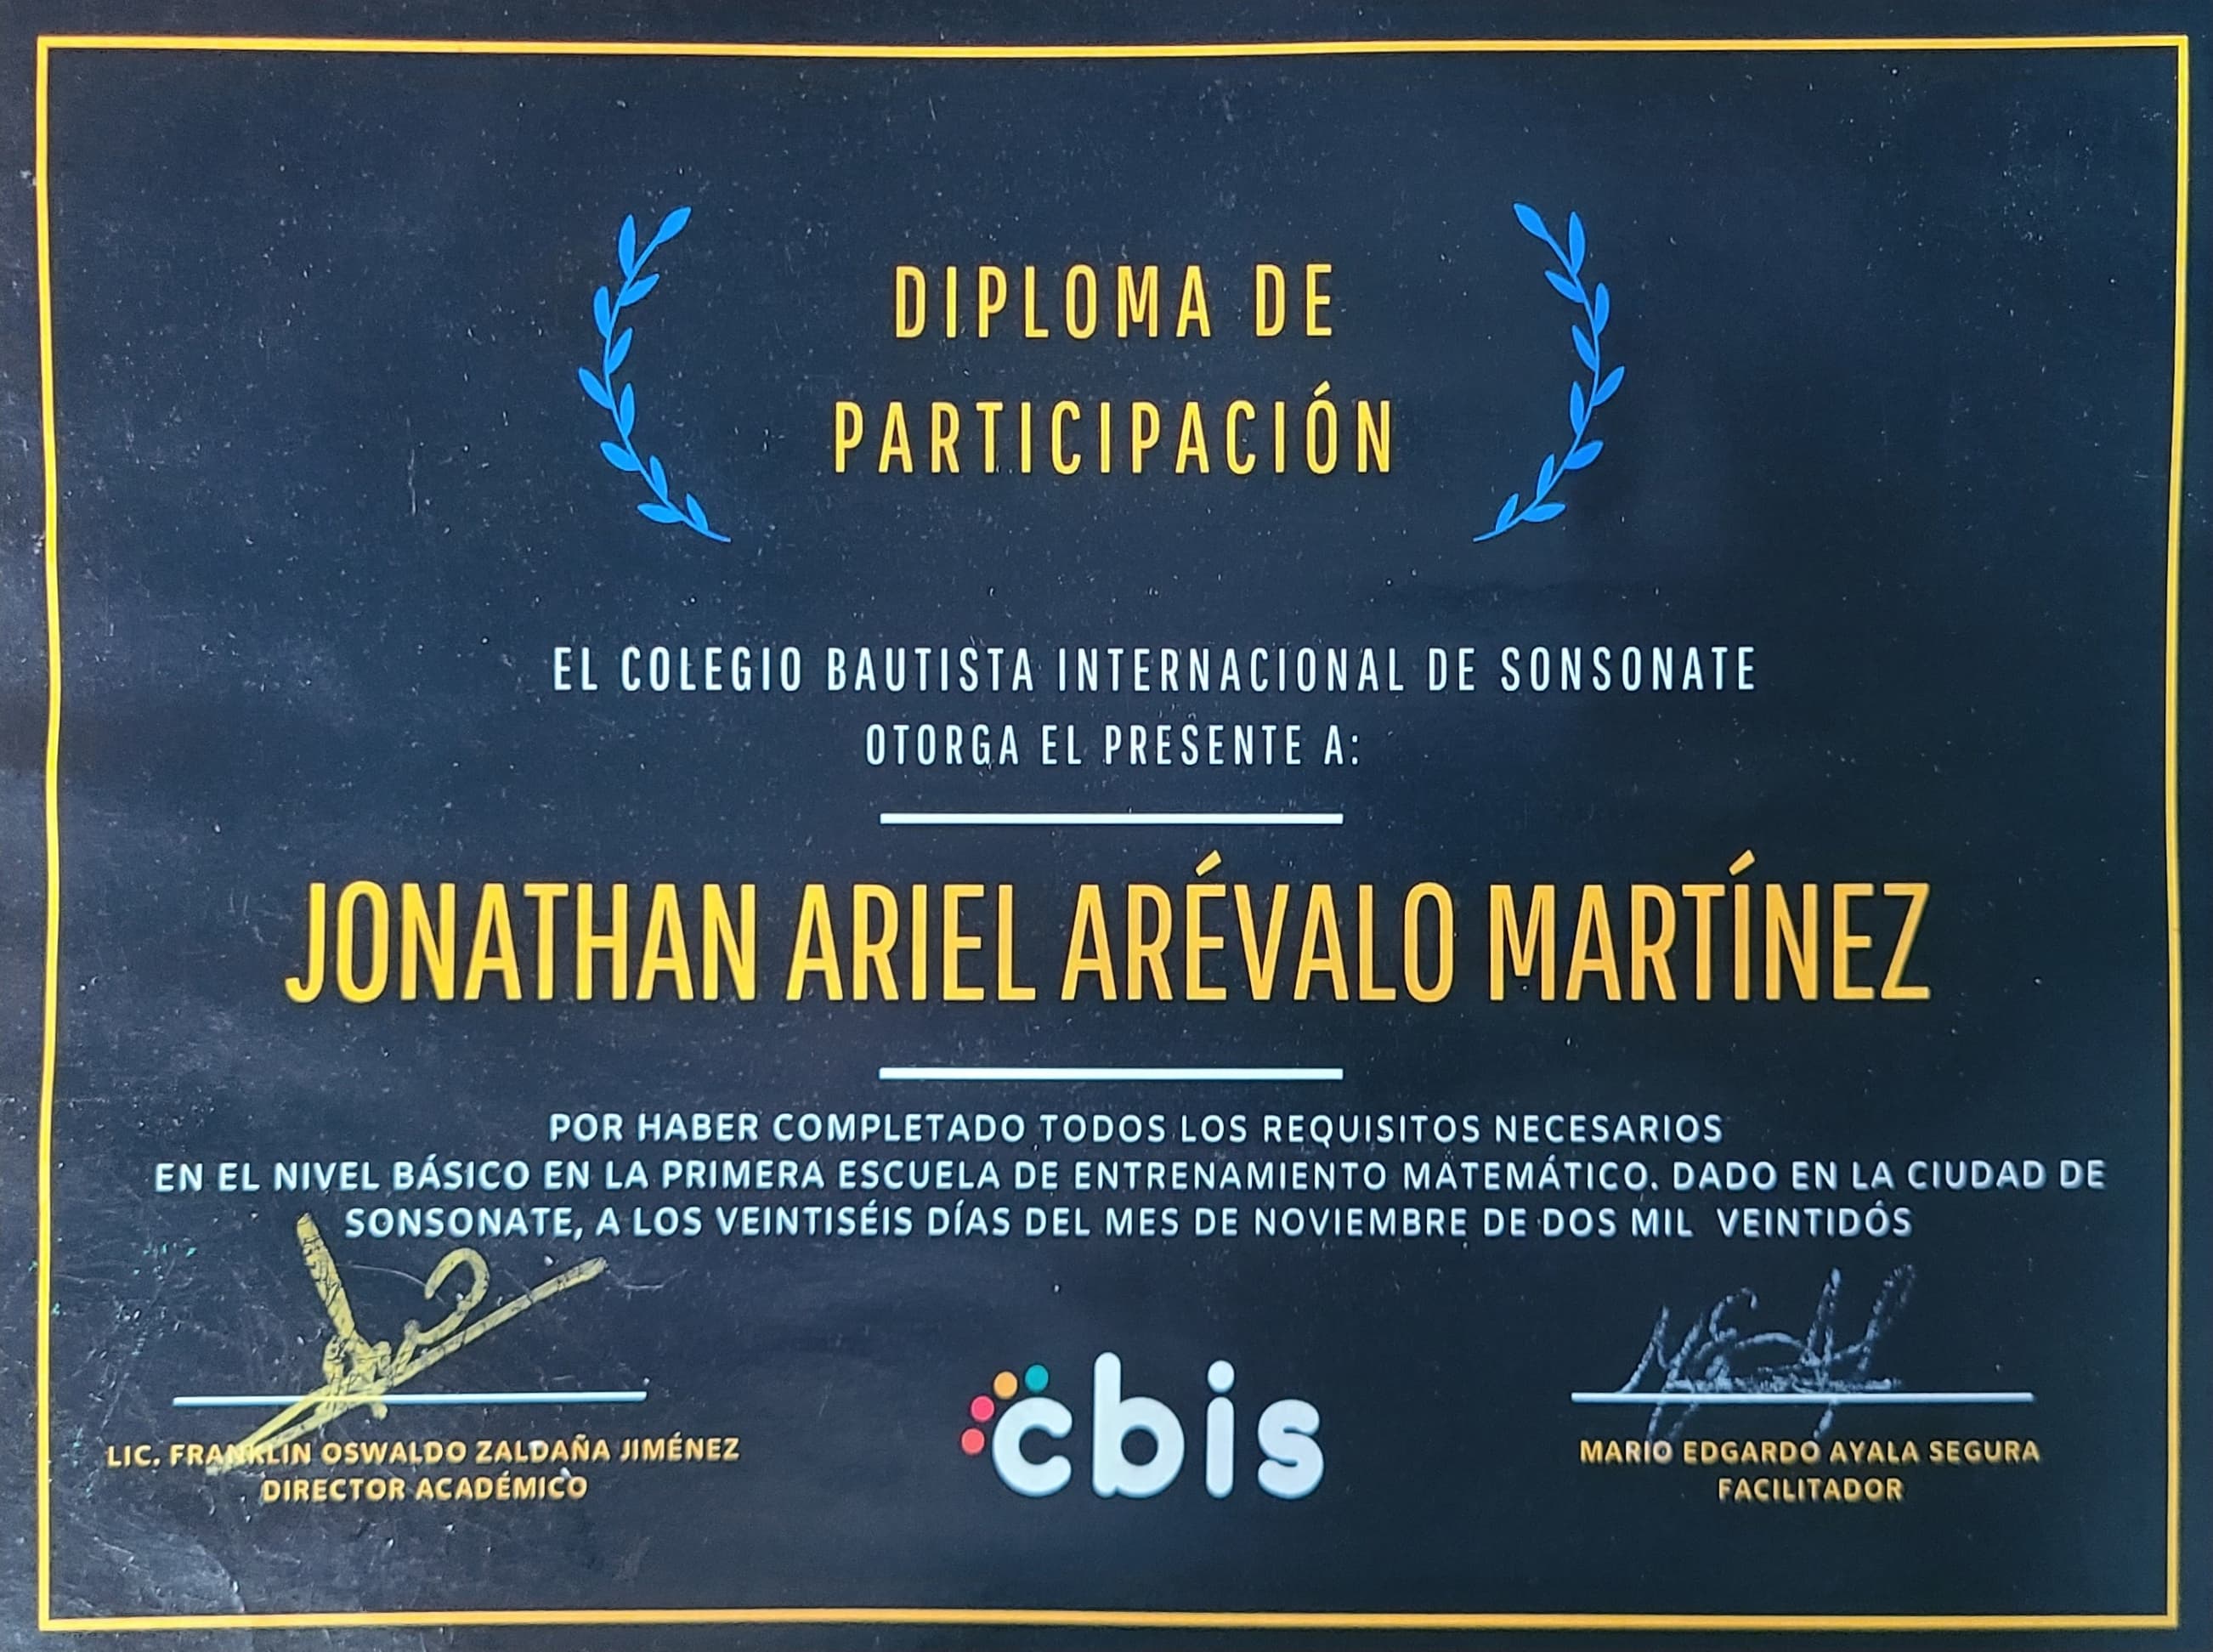 DIPLOMA DE
PARTICIPACIÓN
EL COLEGIO BAUTISTA INTERNACIONAL DE SONSONATE
OTORGA EL PRESENTE A:
JONATHAN ARIEL ARÉVALO MARTÍNEZ
POR HABER COMPLETADO TODOS LOS REQUISITOS NECESARIOS
EN EL NIVEL BÁSICO EN LA PRIMERA ESCUELA DE ENTRENAMIENTO MATEMÁTICO. DADO EN LA CIUDAD DE
SONSONATE, A LOS VEINTISÉIS DÍAS DEL MES DE NOVIEMBRE DE DOS MIL VEINTIDÓS
cbis
LIC. FRANKLIN OSWALDO ZALDAÑA JIMÉNEZ
DIRECTOR ACADÉMICO
MARIO EDGARDO AYALA SEGURA
FACILITADOR